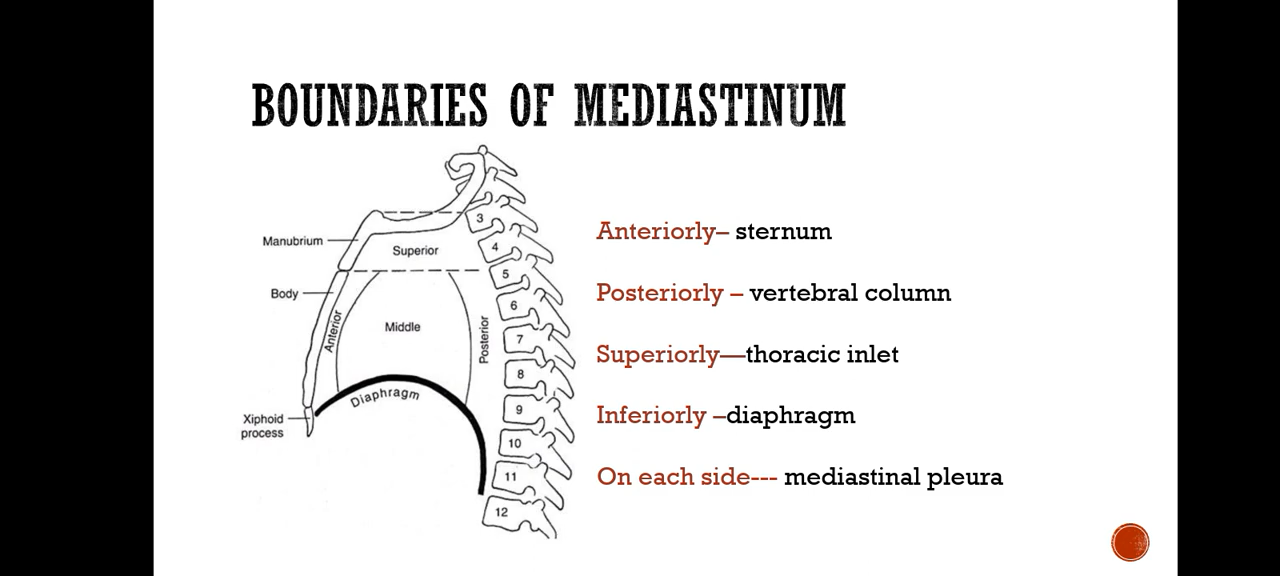 BOUNDARIES OF MEDIASTINUM
Manubrium
Superior
Body
Anterior
Middle
Posterior
Diaphragm
Xiphoid
process
3
4
5
6
7
8
9
10
11
12
Anteriorly– sternum
Posteriorly – vertebral column
Superiorly—thoracic inlet
Inferiorly –diaphragm
On each side--- mediastinal pleura